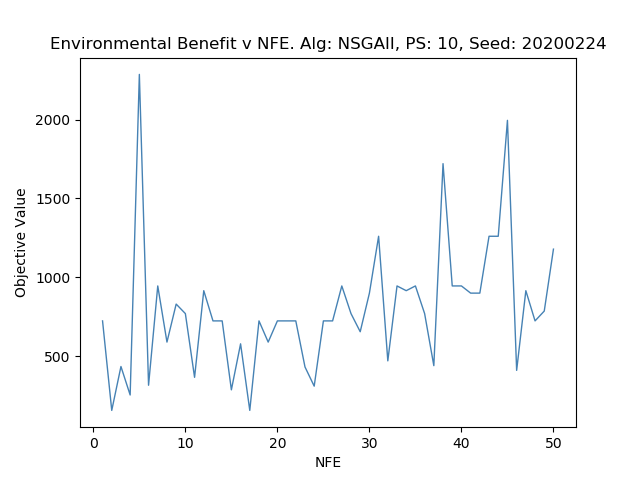 Environmental Benefit v NFE. Alg: NSGAII, PS: 10, Seed: 20200224
2000
1500
1000
500
Objective Value
0 10 20 30 40 50
NFE